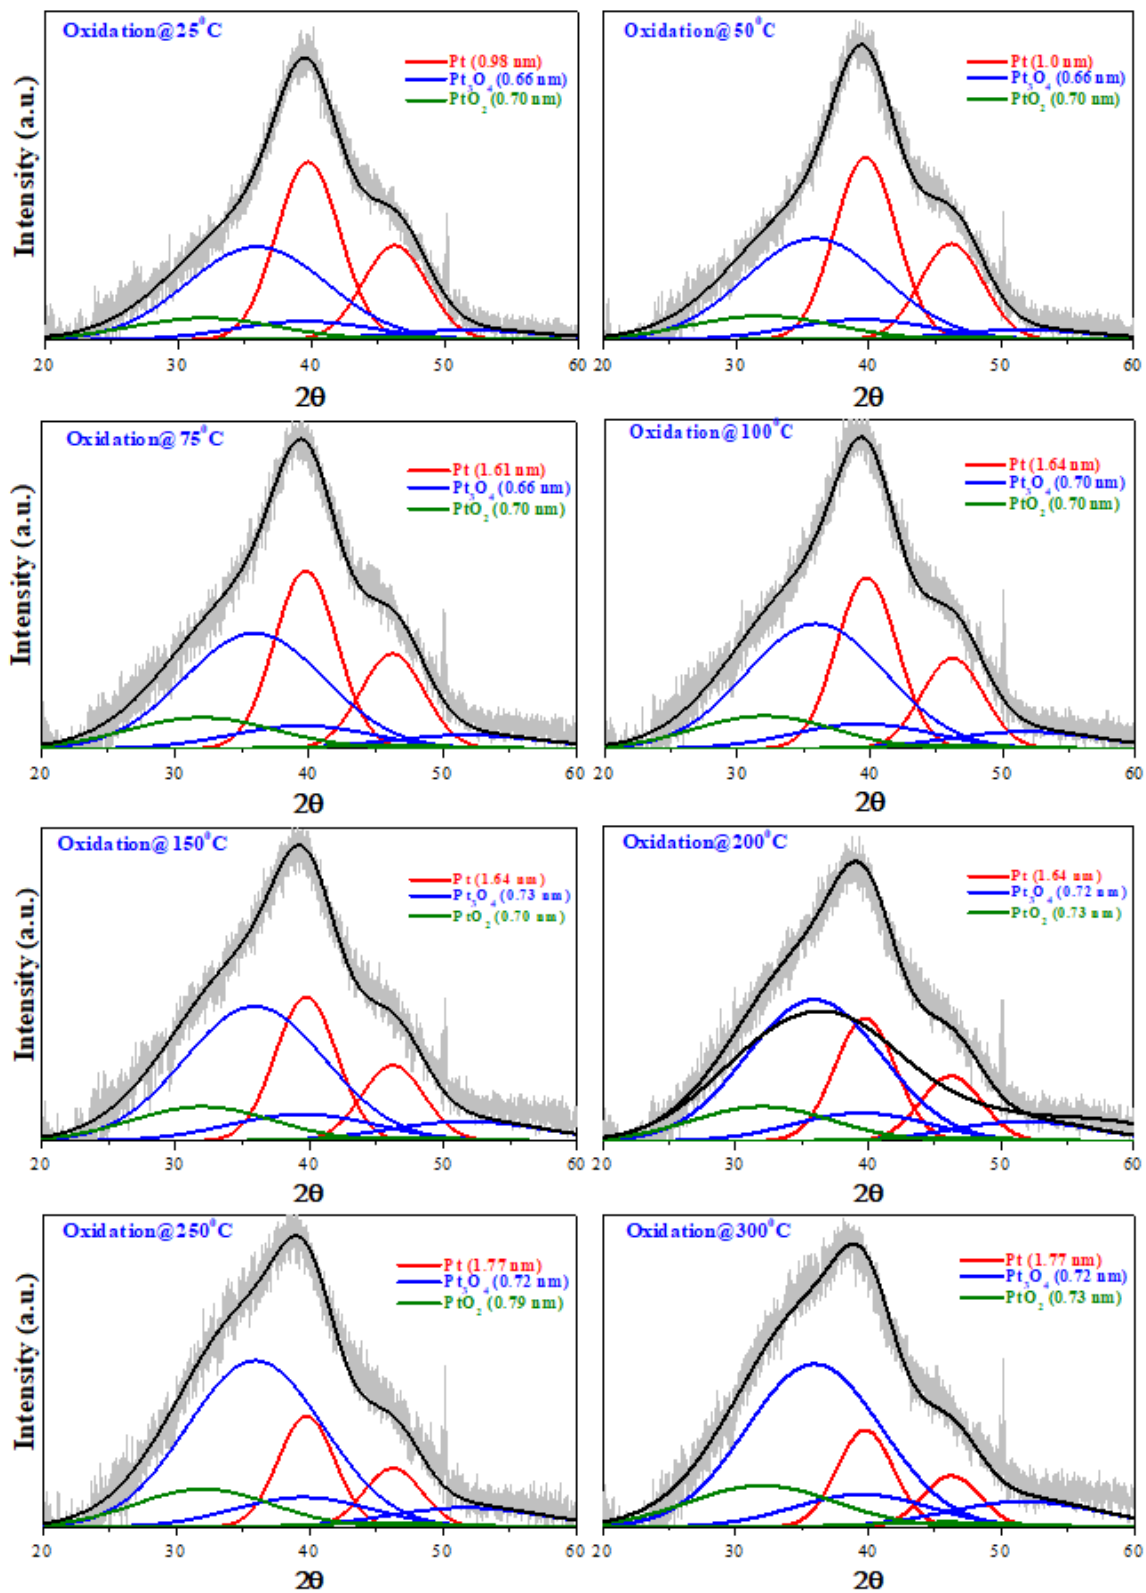 Oxidation@25⁰C
Pt (0.98 nm)
Pt₃O₄ (0.66 nm)
PtO₂ (0.70 nm)
Intensity (a.u.)
20 30 40 50 60
2θ
Oxidation@50⁰C
Pt (1.0 nm)
Pt₃O₄ (0.66 nm)
PtO₂ (0.70 nm)
20 30 40 50 60
2θ
Oxidation@75⁰C
Pt (1.61 nm)
Pt₃O₄ (0.66 nm)
PtO₂ (0.70 nm)
Intensity (a.u.)
20 30 40 50 60
2θ
Oxidation@100⁰C
Pt (1.64 nm)
Pt₃O₄ (0.70 nm)
PtO₂ (0.70 nm)
20 30 40 50 60
2θ
Oxidation@150⁰C
Pt (1.64 nm)
Pt₃O₄ (0.73 nm)
PtO₂ (0.70 nm)
Intensity (a.u.)
20 30 40 50 60
2θ
Oxidation@200⁰C
Pt (1.64 nm)
Pt₃O₄ (0.72 nm)
PtO₂ (0.73 nm)
20 30 40 50 60
2θ
Oxidation@250⁰C
Pt (1.77 nm)
Pt₃O₄ (0.72 nm)
PtO₂ (0.79 nm)
Intensity (a.u.)
20 30 40 50 60
2θ
Oxidation@300⁰C
Pt (1.77 nm)
Pt₃O₄ (0.72 nm)
PtO₂ (0.73 nm)
20 30 40 50 60
2θ